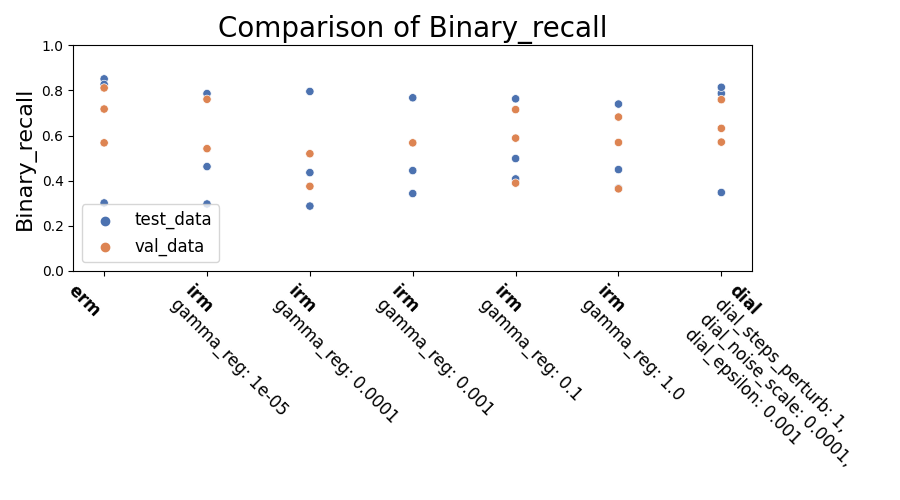 Comparison of Binary_recall
Binary_recall
1.0
0.8
0.6
0.4
0.2
0.0
test_data
val_data
erm
irm
gamma_reg: 1e-05
irm
gamma_reg: 0.0001
irm
gamma_reg: 0.001
irm
gamma_reg: 0.1
irm
gamma_reg: 1.0
dial
dial_steps_perturb: 1,
dial_noise_scale: 0.0001,
dial_epsilon: 0.001